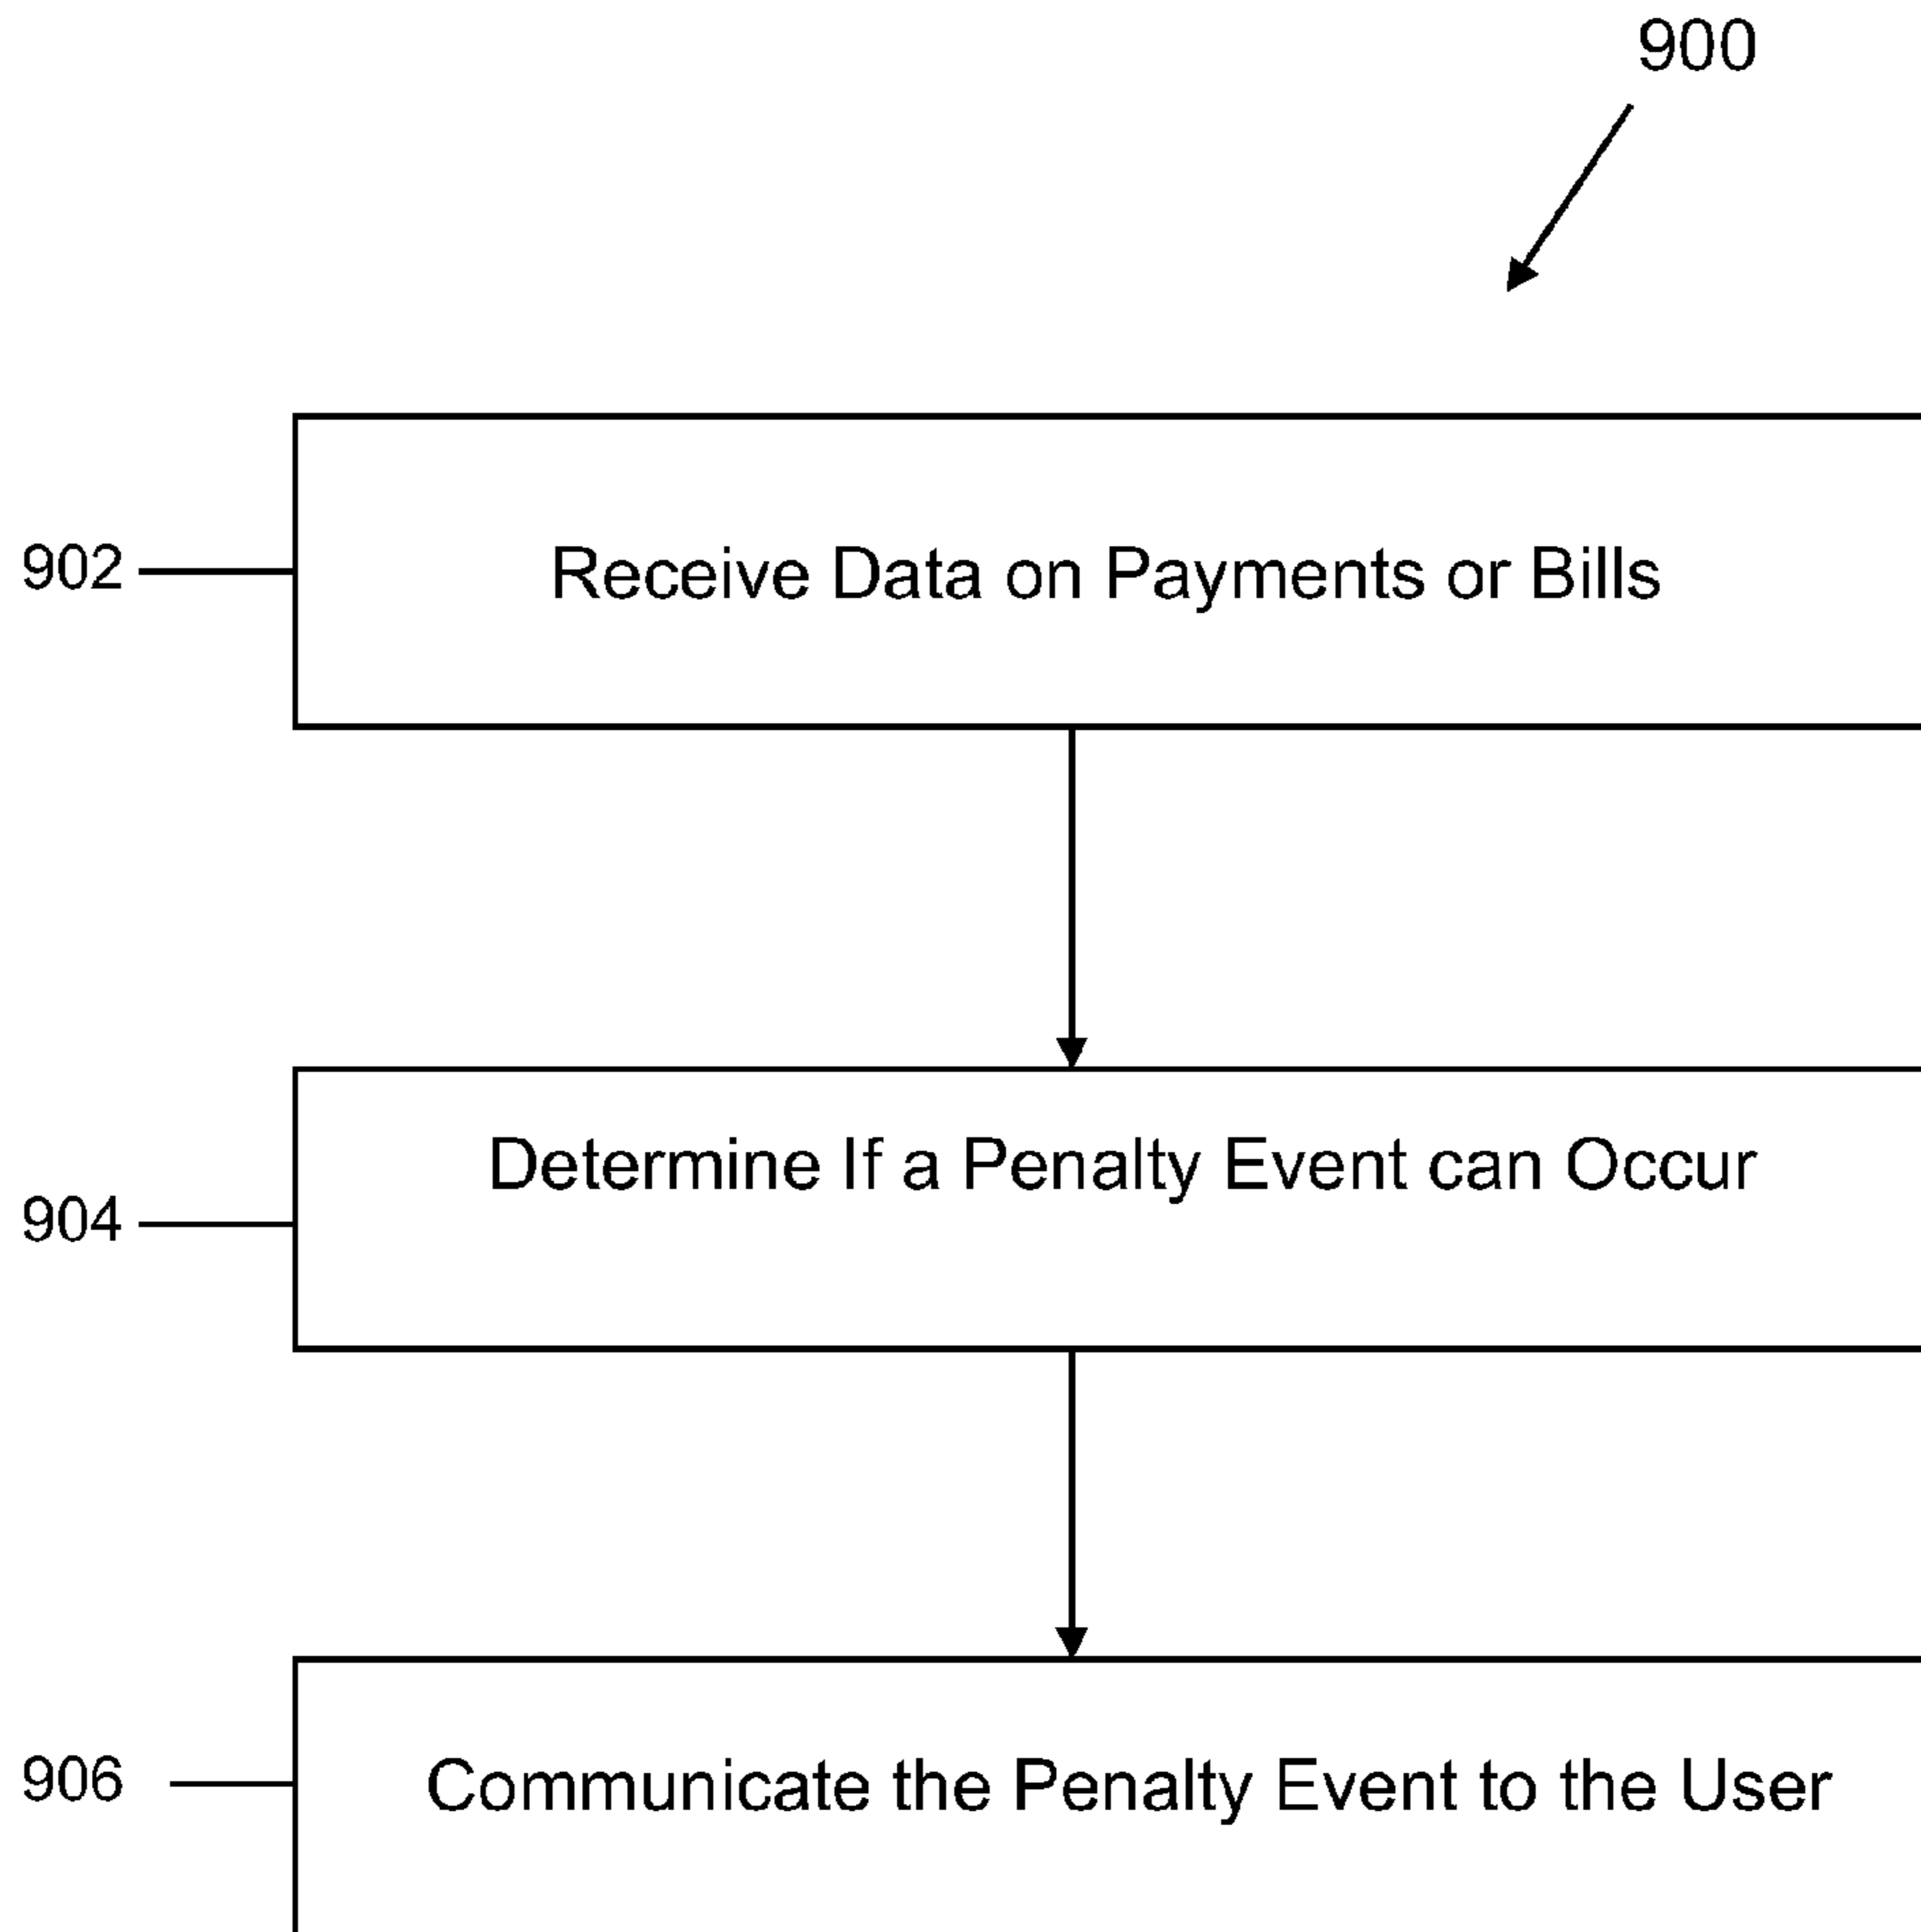 900
902
Receive Data on Payments or Bills
904
Determine If a Penalty Event can Occur
906
Communicate the Penalty Event to the User